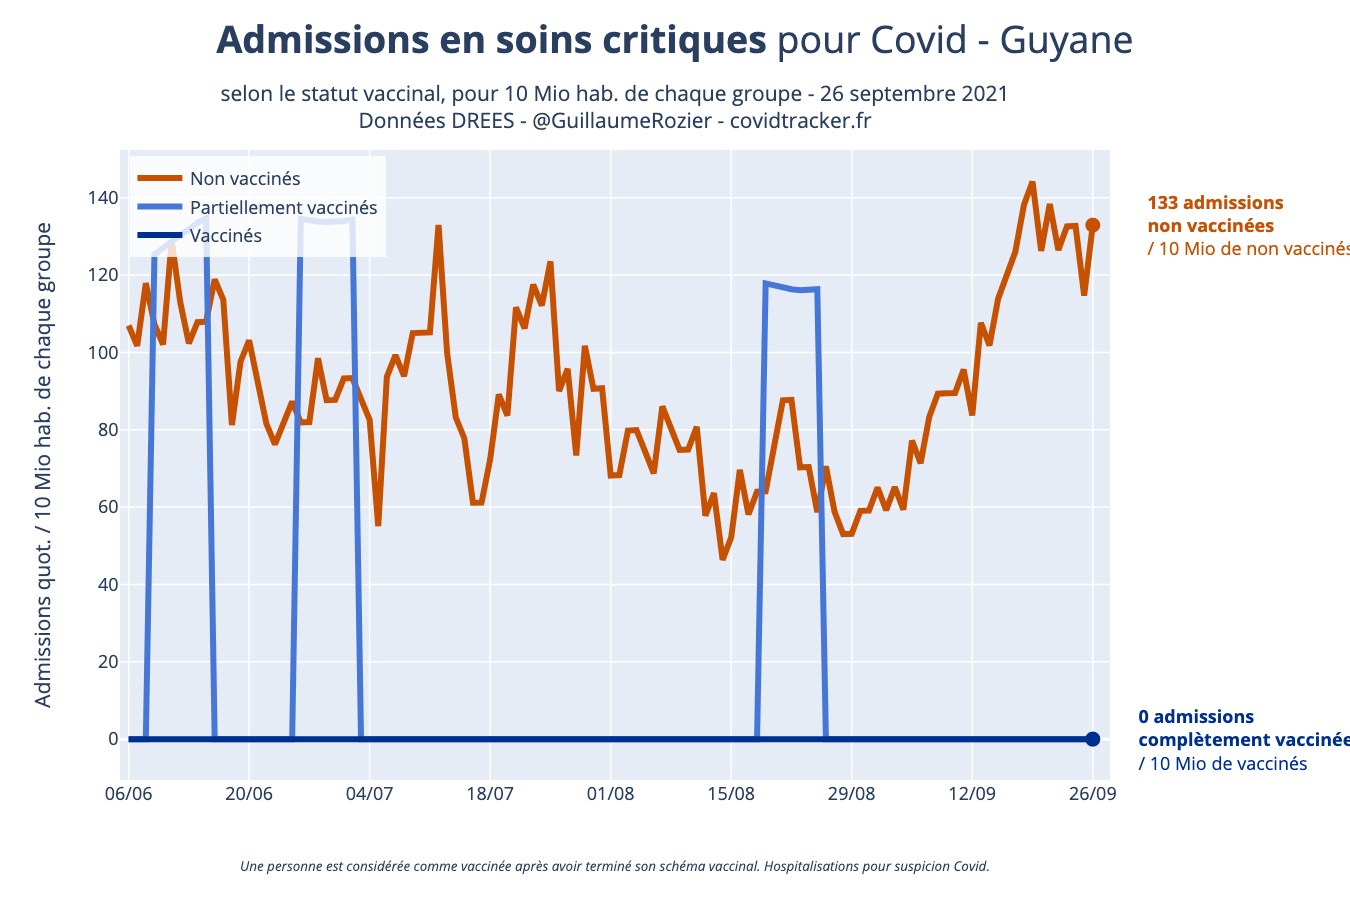 Admissions en soins critiques pour Covid - Guyane
selon le statut vaccinal, pour 10 Mio hab. de chaque groupe - 26 septembre 2021
Données DREES - @GuillaumeRozier - covidtracker.fr
Admissions quot. / 10 Mio hab. de chaque groupe
Non vaccinés
Partiellement vaccinés
Vaccinés
140
120
100
80
60
40
20
0
06/06
20/06
04/07
18/07
01/08
15/08
29/08
12/09
26/09
133 admissions
non vaccinées
/ 10 Mio de non vaccinés
0 admissions
complètement vaccinée
/ 10 Mio de vaccinés
Une personne est considérée comme vaccinée après avoir terminé son schéma vaccinal. Hospitalisations pour suspicion Covid.